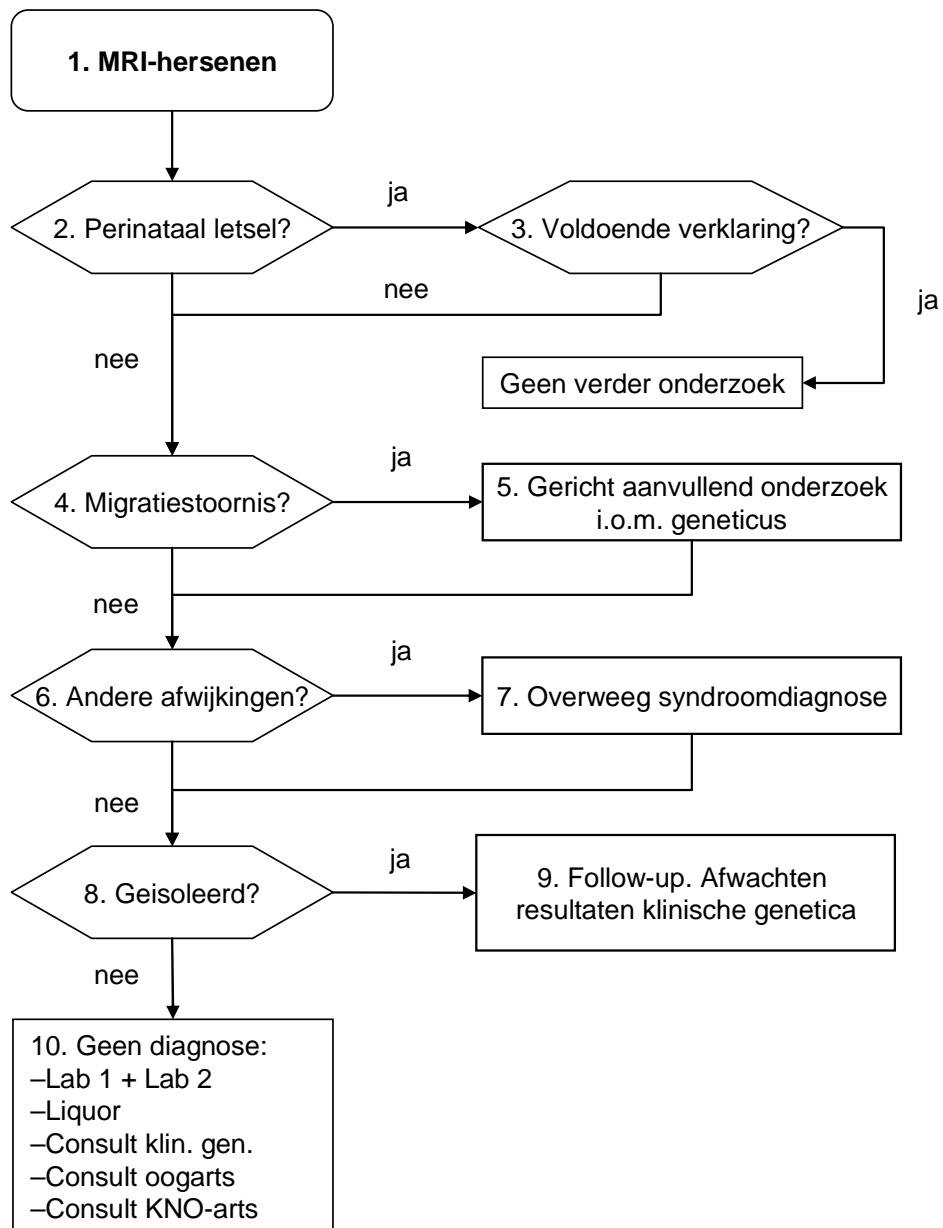 1. MRI-hersenen
ja
2. Perinataal letsel?
3. Voldoende verklaring?
nee
ja
nee
Geen verder onderzoek
ja
4. Migratiestoornis?
5. Gericht aanvullend onderzoek
i.o.m. geneticus
nee
ja
6. Andere afwijkingen?
7. Overweeg syndroomdiagnose
nee
ja
8. Geisoleerd?
9. Follow-up. Afwachten
resultaten klinische genetica
nee
10. Geen diagnose:
–Lab 1 + Lab 2
–Liquor
–Consult klin. gen.
–Consult oogarts
–Consult KNO-arts